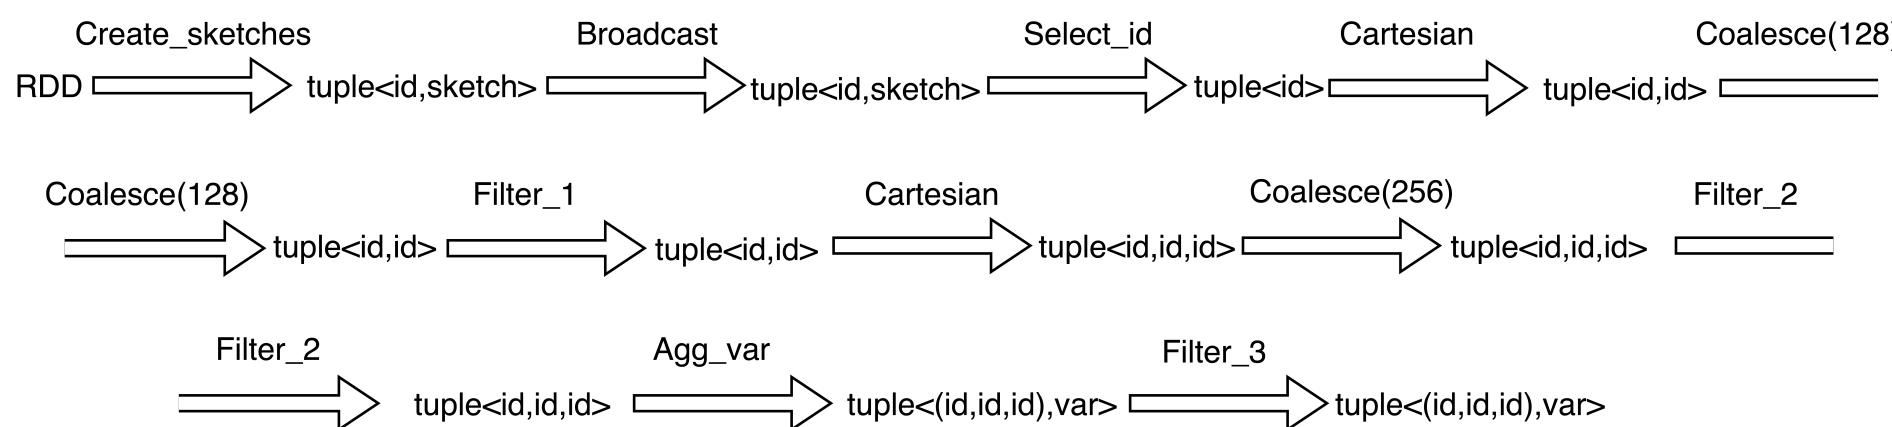 Create_sketches Broadcast Select_id Cartesian Coalesce(128)
RDD tuple<id,sketch> tuple<id,sketch> tuple<id> tuple<id,id>
Coalesce(128) Filter_1 Cartesian Coalesce(256) Filter_2
tuple<id,id> tuple<id,id> tuple<id,id,id> tuple<id,id,id>
Filter_2 Agg_var Filter_3
tuple<id,id,id> tuple<(id,id,id),var> tuple<(id,id,id),var>